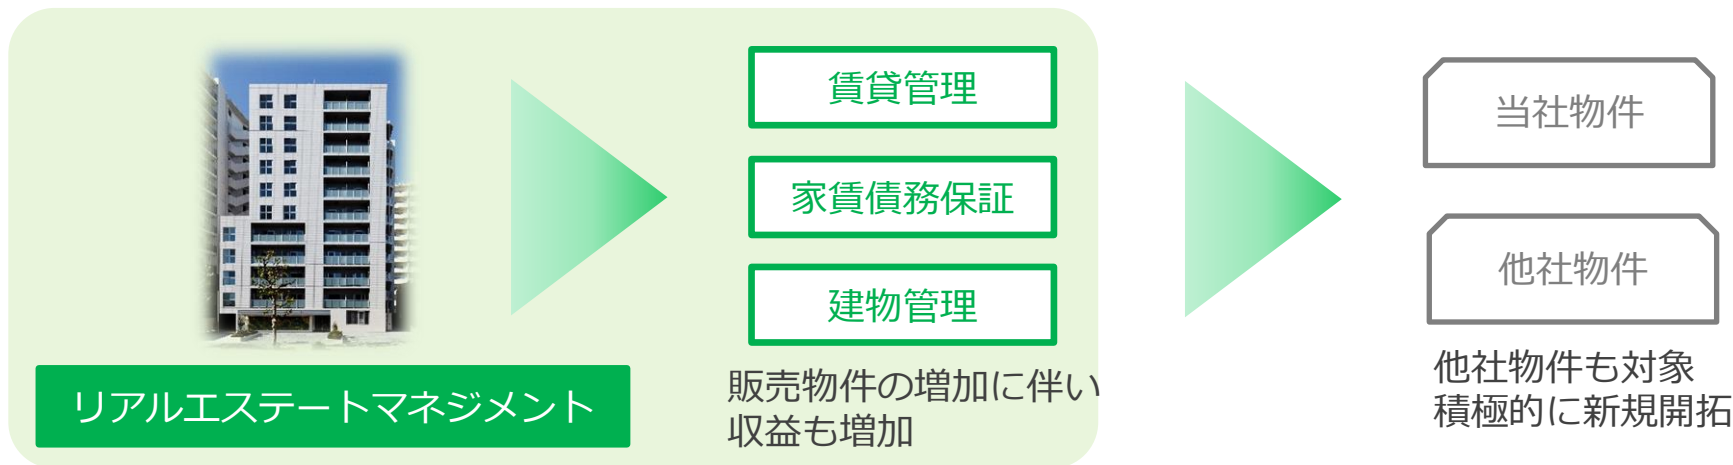 リアルエステートマネジメント
賃貸管理
家賃債務保証
建物管理
販売物件の増加に伴い
収益も増加
当社物件
他社物件
他社物件も対象
積極的に新規開拓